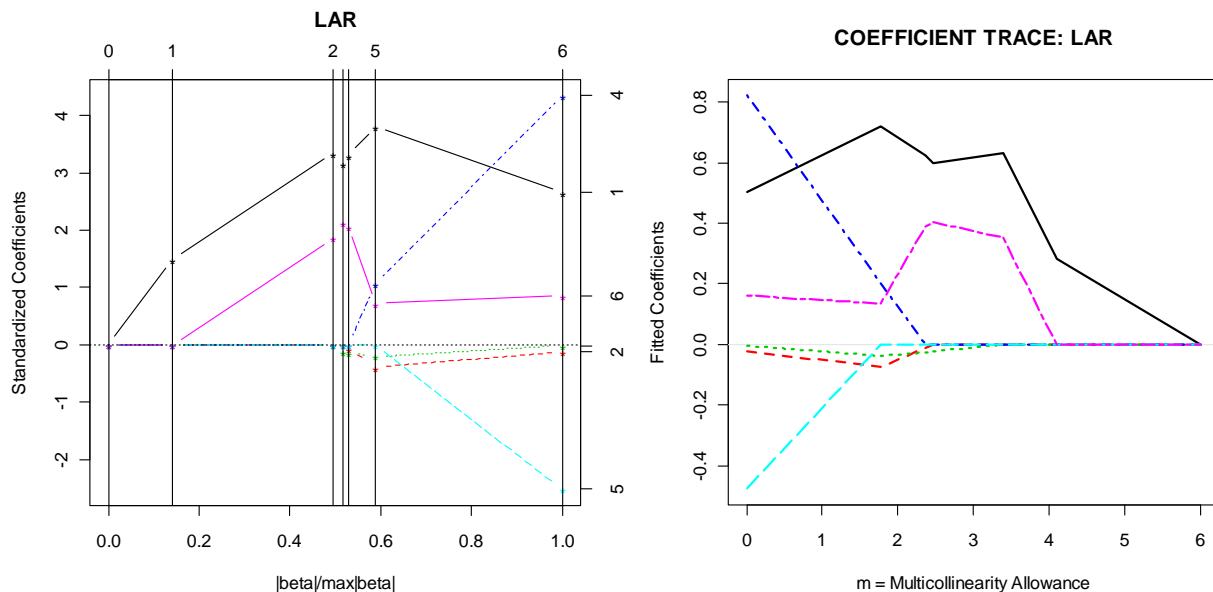 LAR
0 1 2 5 6
Standardized Coefficients
4
3
2
1
0
-1
-2
4
1
6
2
5
0.0 0.2 0.4 0.6 0.8 1.0
|beta|/max|beta|
COEFFICIENT TRACE: LAR
Fitted Coefficients
0.8
0.6
0.4
0.2
0.0
-0.2
-0.4
0 1 2 3 4 5 6
m = Multicollinearity Allowance